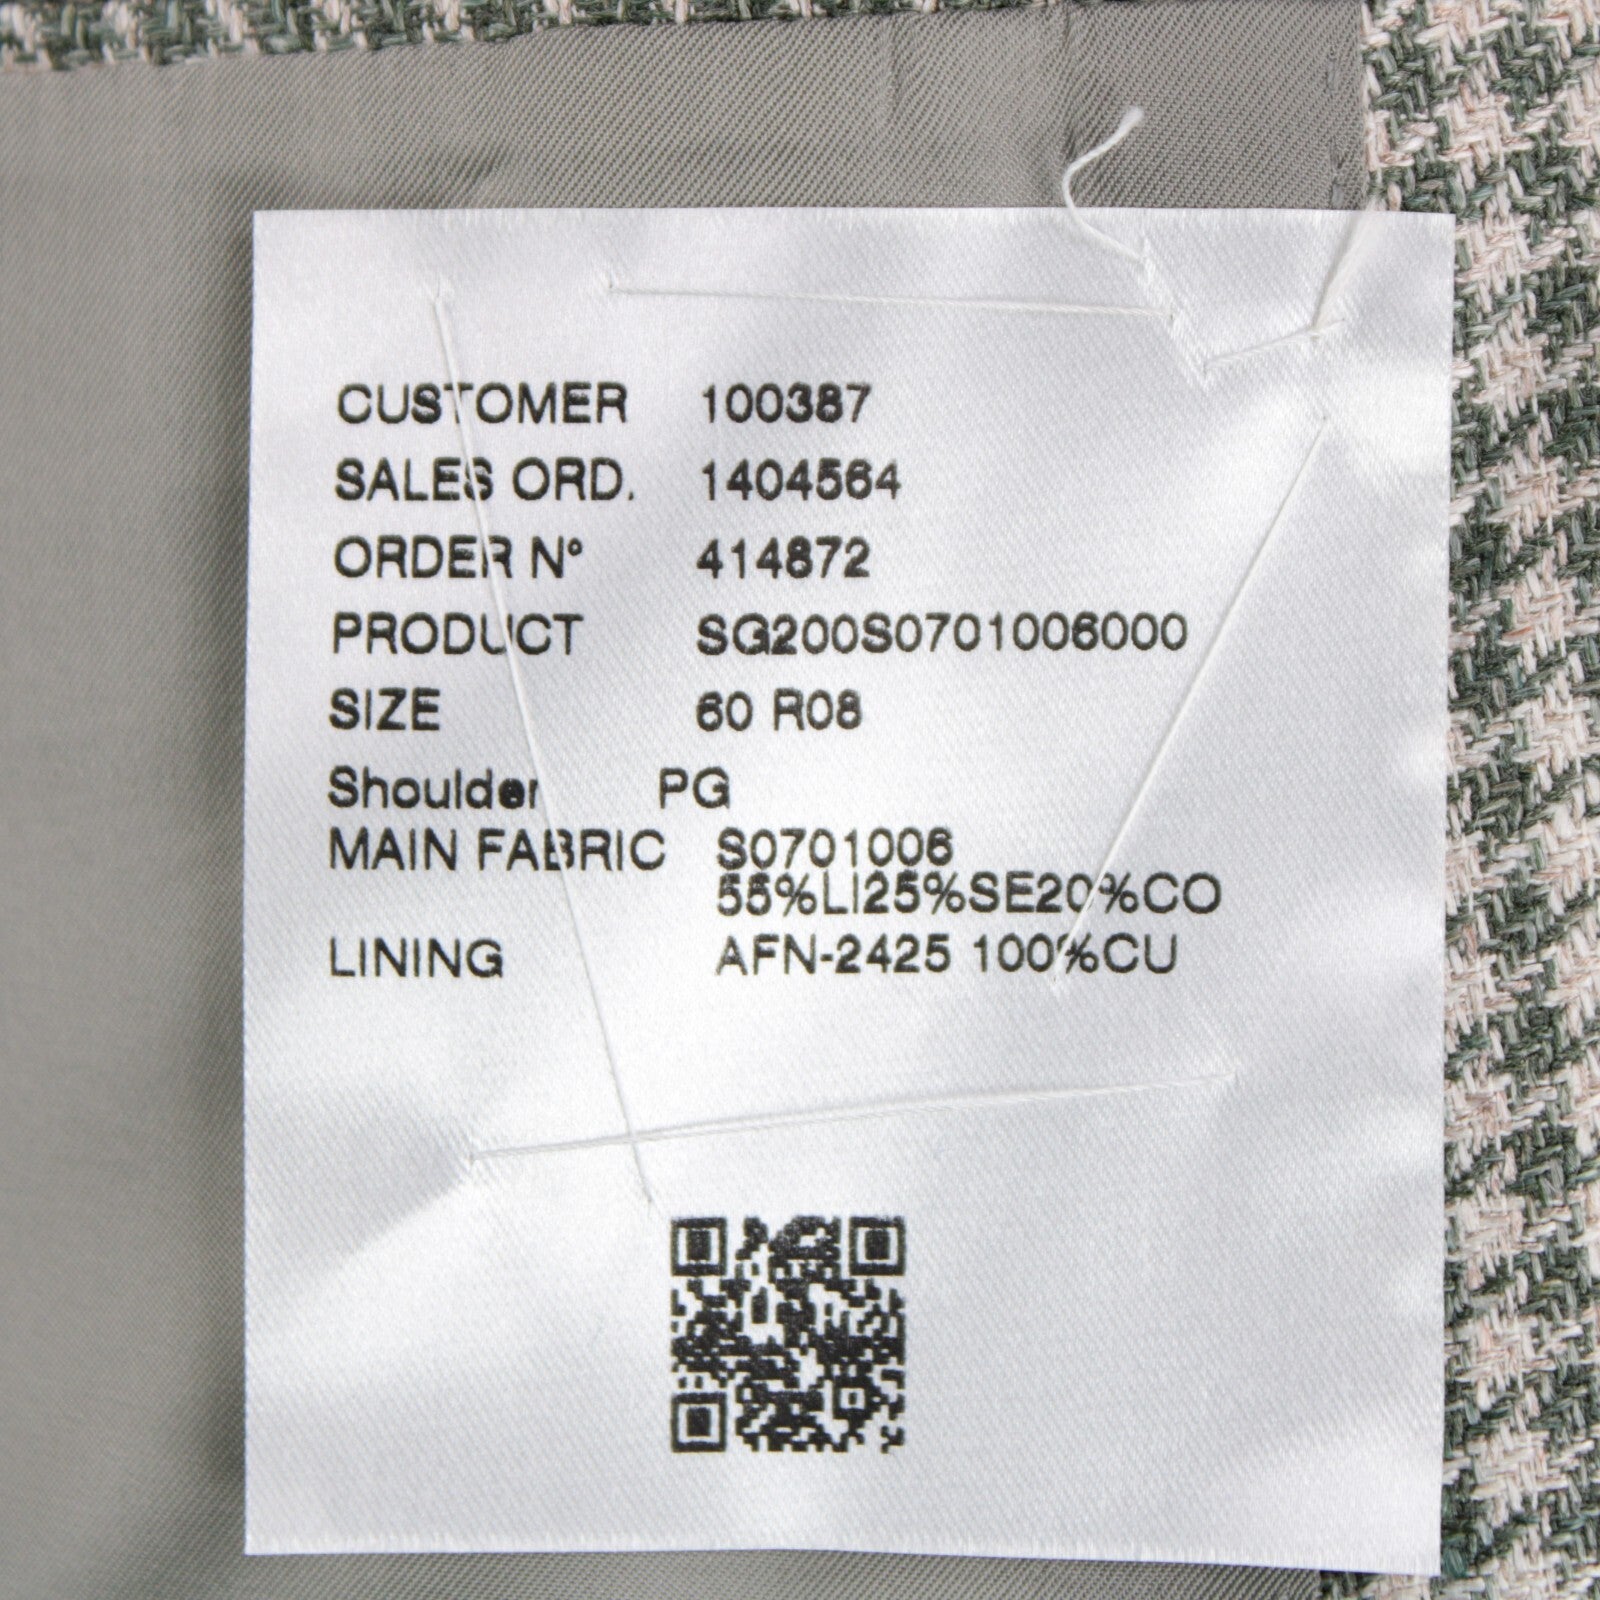 CUSTOMER 100387
SALES ORD. 1404564
ORDER N° 414872
PRODUCT SG200S0701006000
SIZE 60 R08
Shoulder PG
MAIN FABRIC S0701006
55%LI25%SE20%CO
LINING AFN-2425 100%CU